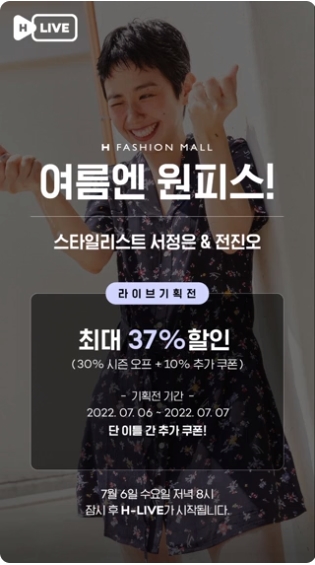 H LIVE
H FASHION MALL
여름엔 원피스!
스타일리스트 서정은 & 전진오
라이브기획전
최대 37%할인
(30% 시즌 오프 + 10% 추가 쿠폰)
- 기획전 기간 -
2022. 07. 06 ~ 2022. 07. 07
단 이틀 간 추가 쿠폰!
7월 6일 수요일 저녁 8시
잠시 후 H-LIVE가 시작됩니다.